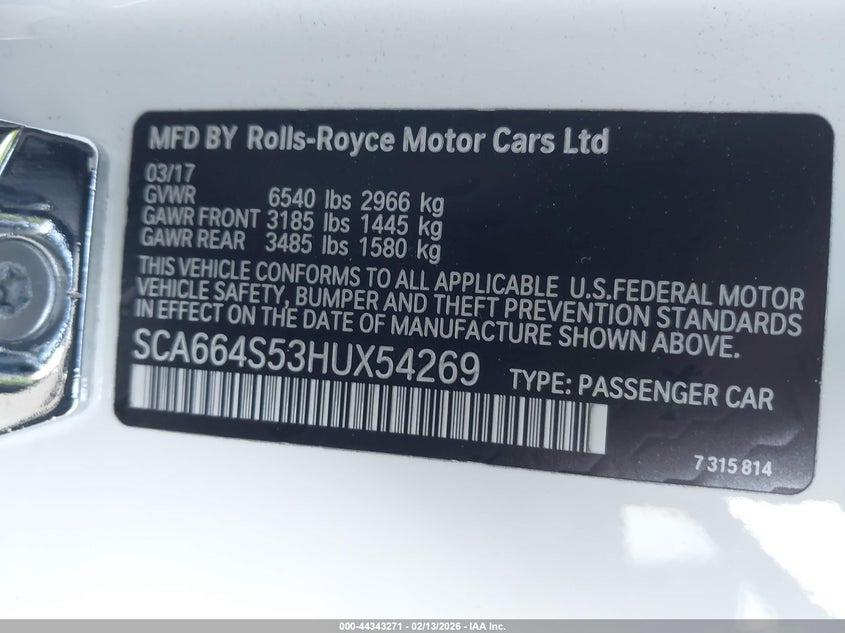 MFD BY Rolls-Royce Motor Cars Ltd
03/17
GVWR 6540 lbs 2966 kg
GAWR FRONT 3185 lbs 1445 kg
GAWR REAR 3485 lbs 1580 kg
THIS VEHICLE CONFORMS TO ALL APPLICABLE U.S.FEDERAL MOTOR
VEHICLE SAFETY, BUMPER AND THEFT PREVENTION STANDARDS
IN EFFECT ON THE DATE OF MANUFACTURE SHOWN ABOVE.
SCA664S53HUX54269 TYPE: PASSENGER CAR
7 315 814
000-44343271 | 02/13/2026 - IAA Inc.